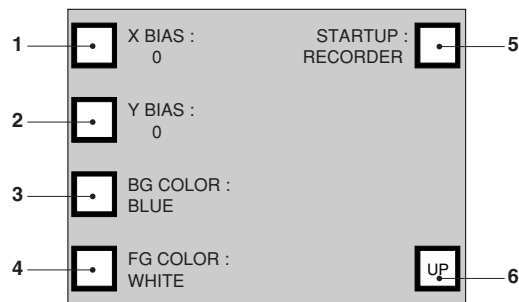 1
X BIAS :
0
STARTUP :
RECORDER
5
2
Y BIAS :
0
3
BG COLOR :
BLUE
4
FG COLOR :
WHITE
UP
6